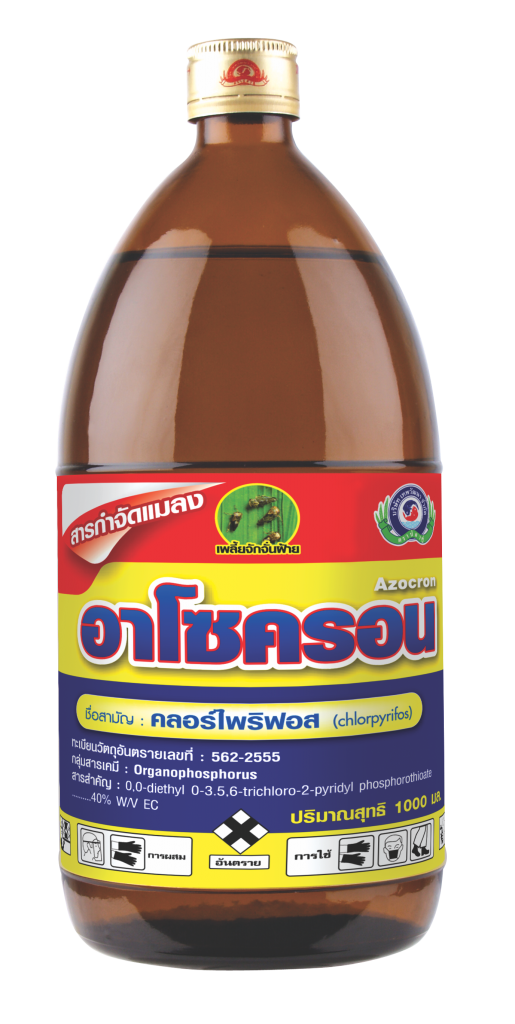 สารกำจัดแมลง
เพลี้ยจักจั่นฝ้าย
Azocron
อาโซครอน
ชื่อสามัญ : คลอร์ไพริฟอส (chlorpyrifos)
ทะเบียนวัตถุอันตรายเลขที่ : 562-2555
กลุ่มสารเคมี : Organophosphorus
สารสำคัญ : 0,0-diethyl 0-3.5,6-trichloro-2-pyridyl phosphorothioate
.........40% W/V EC
ปริมาณสุทธิ 1000 มล.
การผสม
อันตราย
การใช้